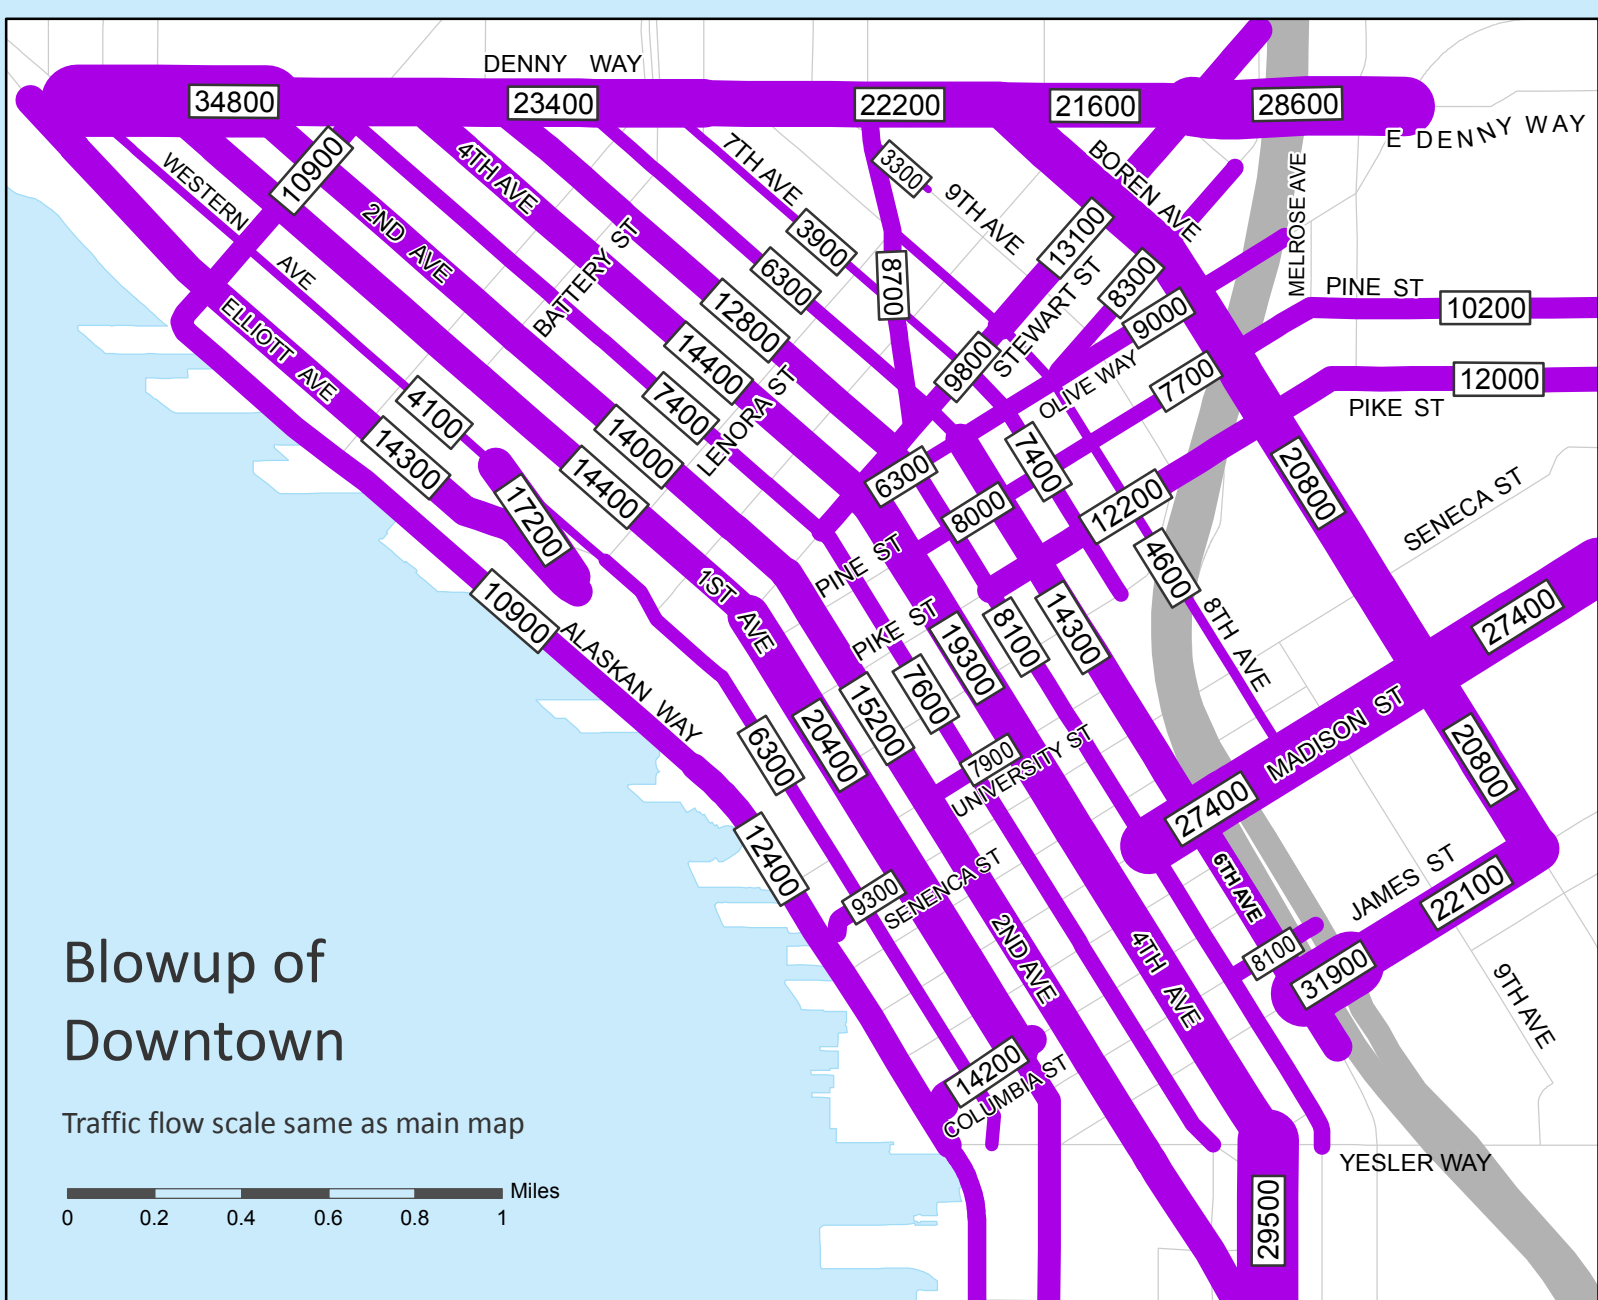 DENNY WAY
34800
23400
22200
21600
28600
E DENNY WAY
WESTERN
AVE
10900
4TH AVE
2ND AVE
7TH AVE
3300
9TH AVE
BOREN AVE
MELROSE AVE
BATTERY ST
3900
6300
8700
13100
STEWART ST
8300
9000
PINE ST
10200
12000
PIKE ST
ELLIOTT AVE
12800
14400
7400
LENORA ST
9800
OLIVE WAY
7700
4100
14300
14000
14400
6300
8000
7400
12200
20800
SENECA ST
17200
10900
ALASKAN WAY
1ST AVE
PINE ST
PIKE ST
4600
8TH AVE
27400
19300
8100
14300
7600
15200
20400
6300
7900
UNIVERSITY ST
MADISON ST
27400
20800
12400
9300
SENENCA ST
6TH AVE
JAMES ST
22100
2ND AVE
4TH AVE
8100
31900
9TH AVE
14200
COLUMBIA ST
YESLER WAY
29500
Blowup of
Downtown
Traffic flow scale same as main map
Miles
0 0.2 0.4 0.6 0.8 1